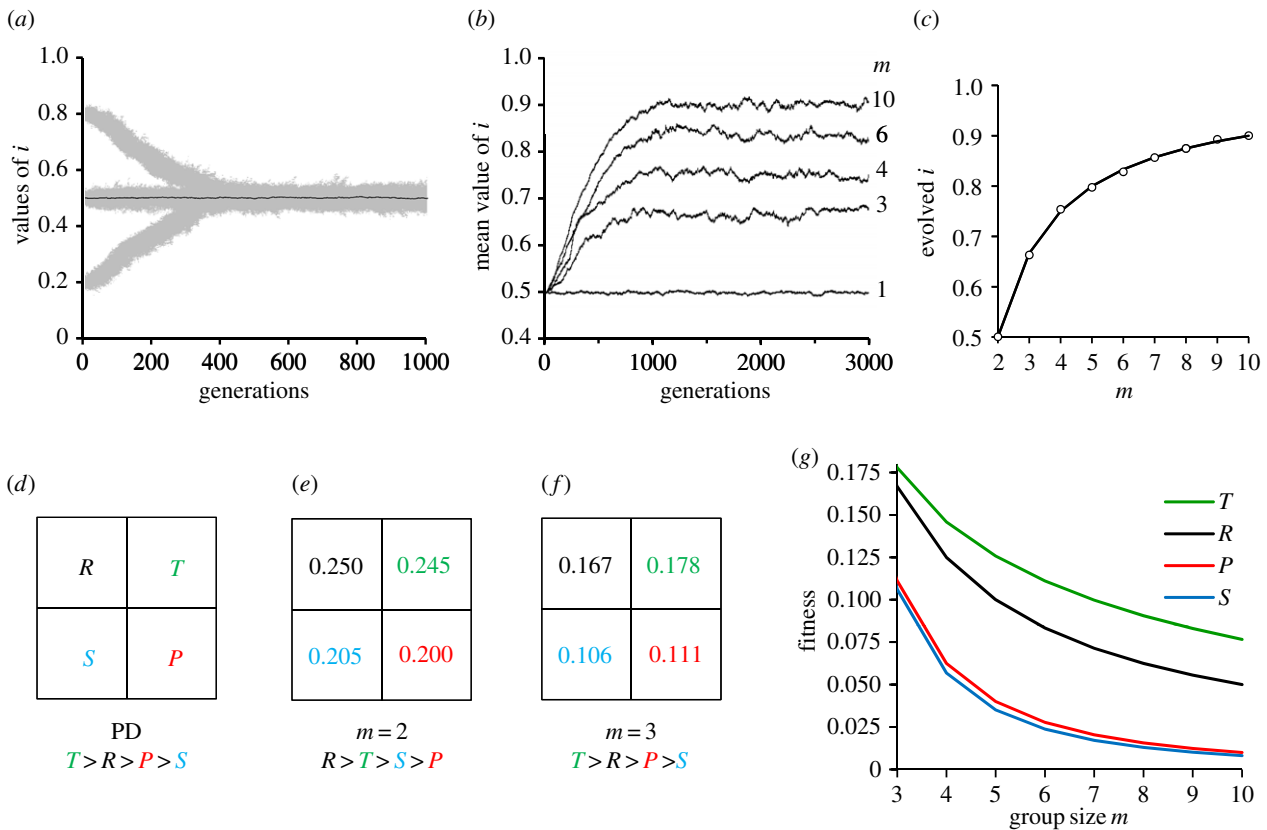 (a)
values of i
1.0
0.8
0.6
0.4
0.2
0
0 200 400 600 800 1000
generations
(b)
mean value of i
1.0
0.9
0.8
0.7
0.6
0.5
0.4
m
10
6
4
3
1
0 1000 2000 3000
generations
(c)
evolved i
1.0
0.9
0.8
0.7
0.6
0.5
2 3 4 5 6 7 8 9 10
m
(d)
R T
S P
PD
T > R > P > S
(e)
0.250 0.245
0.205 0.200
m = 2
R > T > S > P
(f)
0.167 0.178
0.106 0.111
m = 3
T > R > P > S
(g)
fitness
0.175
0.150
0.125
0.100
0.075
0.050
0.025
0
T
R
P
S
3 4 5 6 7 8 9 10
group size m